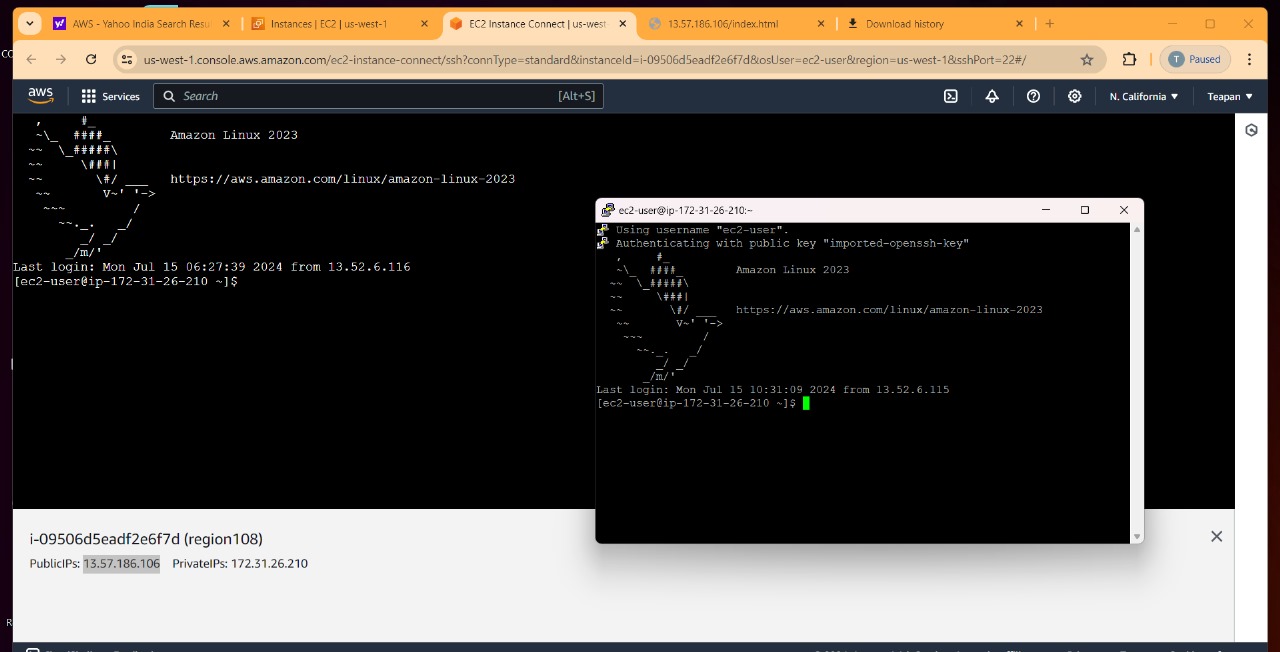 AWS - Yahoo India Search Resu
Instances | EC2 | us-west-1
EC2 Instance Connect | us-west
13.57.186.106/index.html
Download history
us-west-1.console.aws.amazon.com/ec2-instance-connect/ssh?connType=standard&instanceId=i-09506d5eadf2e6f7d&osUser=ec2-user&region=us-west-1&sshPort=22#/
T Paused
aws
Services
Search
[Alt+S]
N. California
Teapan
   ,     #_
   ~\_  ####_        Amazon Linux 2023
  ~~  \_#####\
  ~~     \###|
  ~~       \#/ ___   https://aws.amazon.com/linux/amazon-linux-2023
   ~~       V~' '->
    ~~~         /
      ~~._.   _/
         _/ _/
       _/m/'
Last login: Mon Jul 15 06:27:39 2024 from 13.52.6.116
[ec2-user@ip-172-31-26-210 ~]$
ec2-user@ip-172-31-26-210:~
Using username "ec2-user".
Authenticating with public key "imported-openssh-key"
   ,     #_
   ~\_  ####_        Amazon Linux 2023
  ~~  \_#####\
  ~~     \###|
  ~~       \#/ ___   https://aws.amazon.com/linux/amazon-linux-2023
   ~~       V~' '->
    ~~~         /
      ~~._.   _/
         _/ _/
       _/m/'
Last login: Mon Jul 15 10:31:09 2024 from 13.52.6.115
[ec2-user@ip-172-31-26-210 ~]$
i-09506d5eadf2e6f7d (region108)
PublicIPs: 13.57.186.106 PrivateIPs: 172.31.26.210